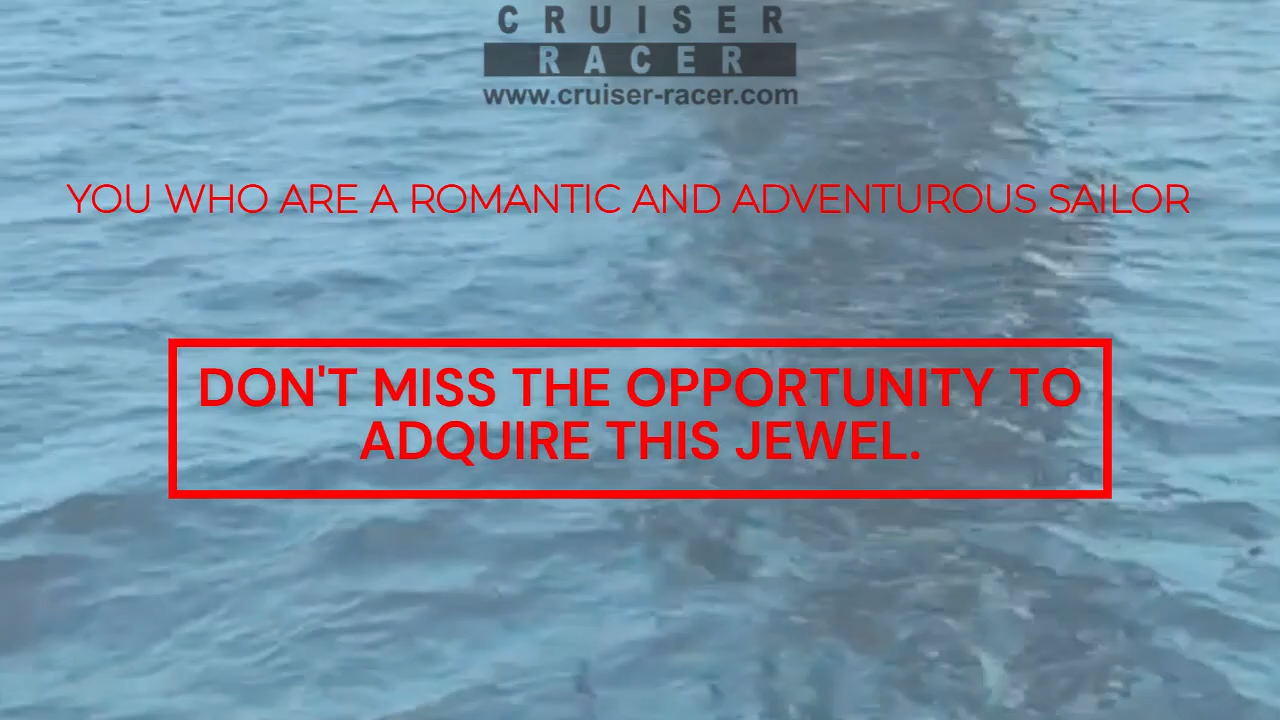 CRUISER
RACER
www.cruiser-racer.com
YOU WHO ARE A ROMANTIC AND ADVENTUROUS SAILOR
DON'T MISS THE OPPORTUNITY TO
ADQUIRE THIS JEWEL.